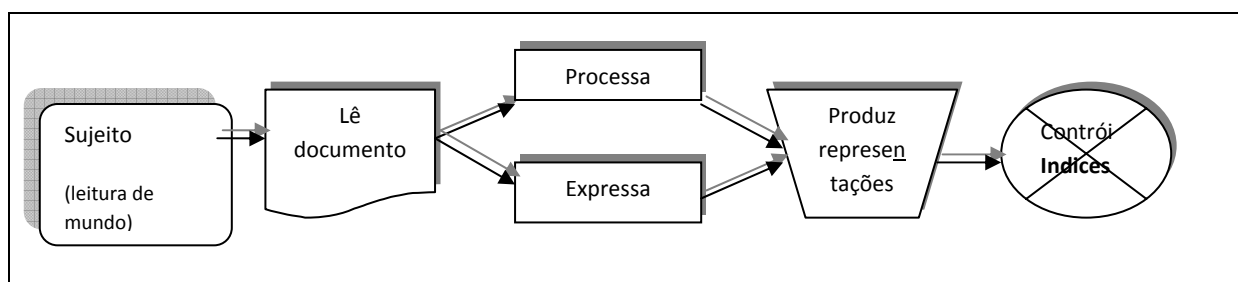 Sujeito
(leitura de
mundo)
Lê
documento
Processa
Expressa
Produz
represen
tações
Contrói
Indices